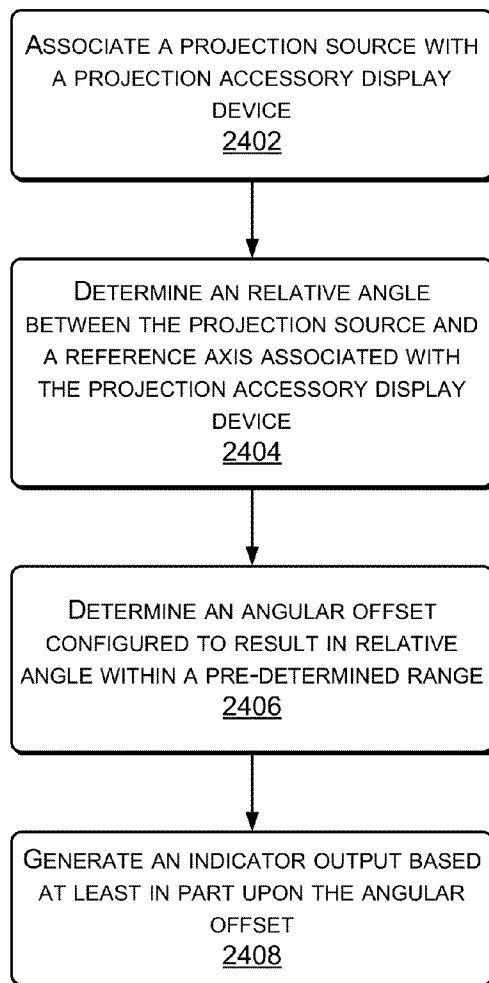 ASSOCIATE A PROJECTION SOURCE WITH
A PROJECTION ACCESSORY DISPLAY
DEVICE
2402
DETERMINE AN RELATIVE ANGLE
BETWEEN THE PROJECTION SOURCE AND
A REFERENCE AXIS ASSOCIATED WITH
THE PROJECTION ACCESSORY DISPLAY
DEVICE
2404
DETERMINE AN ANGULAR OFFSET
CONFIGURED TO RESULT IN RELATIVE
ANGLE WITHIN A PRE-DETERMINED RANGE
2406
GENERATE AN INDICATOR OUTPUT BASED
AT LEAST IN PART UPON THE ANGULAR
OFFSET
2408